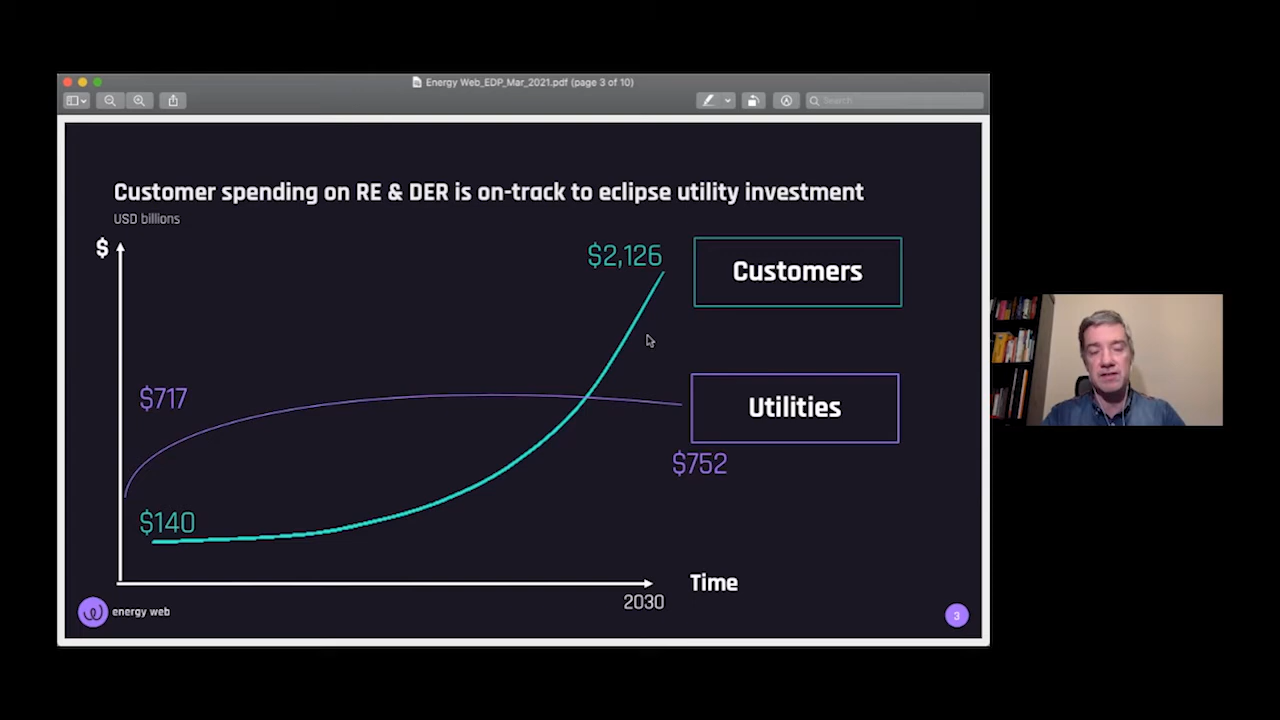 Energy Web_EDP_Mar_2021.pdf (page 3 of 10)
Search
Customer spending on RE & DER is on-track to eclipse utility investment
USD billions
$
$2,126
Customers
$717
Utilities
$752
$140
Time
2030
energy web
3